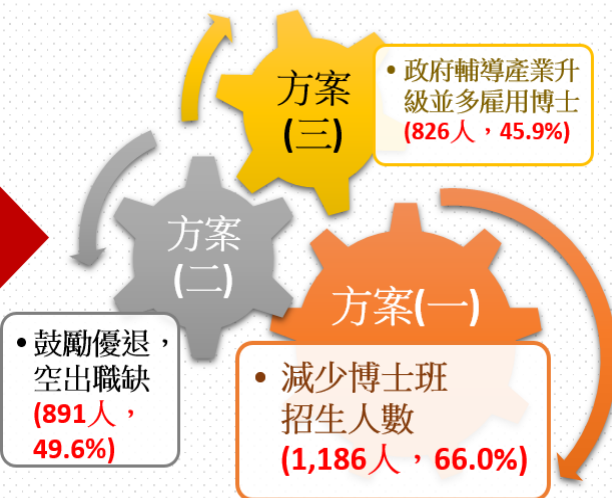 方案
(三)
• 政府輔導產業升
級並多雇用博士
(826人，45.9%)
方案
(二)
• 鼓勵優退，
空出職缺
(891人，
49.6%)
方案(一)
• 減少博士班
招生人數
(1,186人，66.0%)